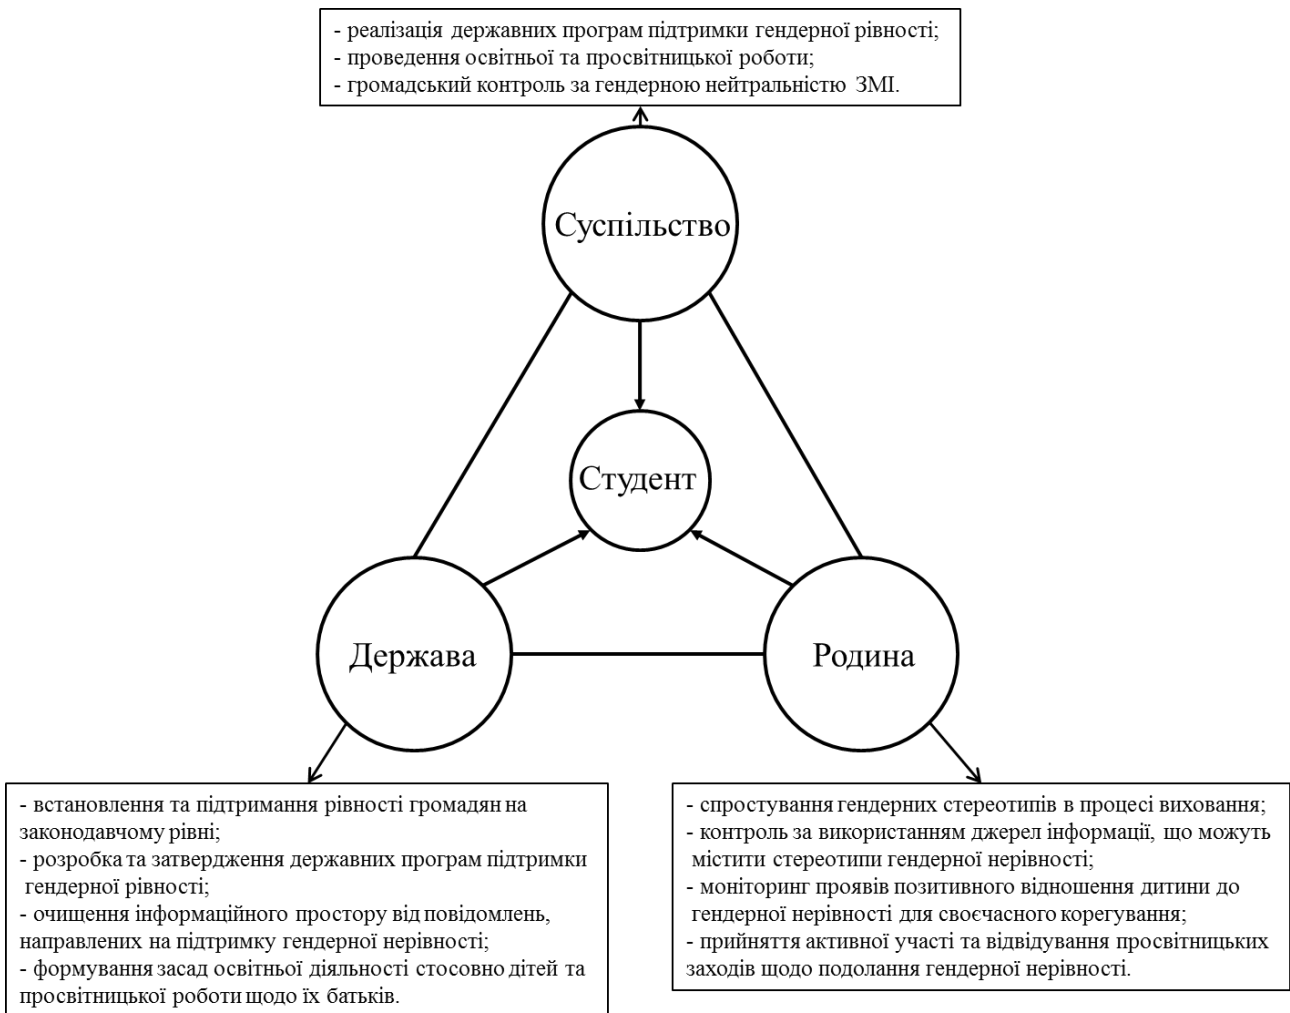 - реалізація державних програм підтримки гендерної рівності;
- проведення освітньої та просвітницької роботи;
- громадський контроль за гендерною нейтральністю ЗМІ.
Суспільство
Студент
Держава
Родина
- встановлення та підтримання рівності громадян на
законодавчому рівні;
- розробка та затвердження державних програм підтримки
гендерної рівності;
- очищення інформаційного простору від повідомлень,
направлених на підтримку гендерної нерівності;
- формування засад освітньої діяльності стосовно дітей та
просвітницької роботи щодо їх батьків.
- спростування гендерних стереотипів в процесі виховання;
- контроль за використанням джерел інформації, що можуть
містити стереотипи гендерної нерівності;
- моніторинг проявів позитивного відношення дитини до
гендерної нерівності для своєчасного корегування;
- прийняття активної участі та відвідування просвітницьких
заходів щодо подолання гендерної нерівності.